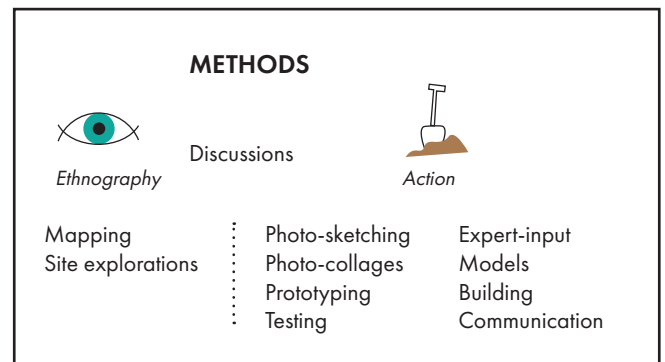 METHODS
Discussions
Ethnography
Action
Mapping
Site explorations
Photo-sketching
Photo-collages
Prototyping
Testing
Expert-input
Models
Building
Communication